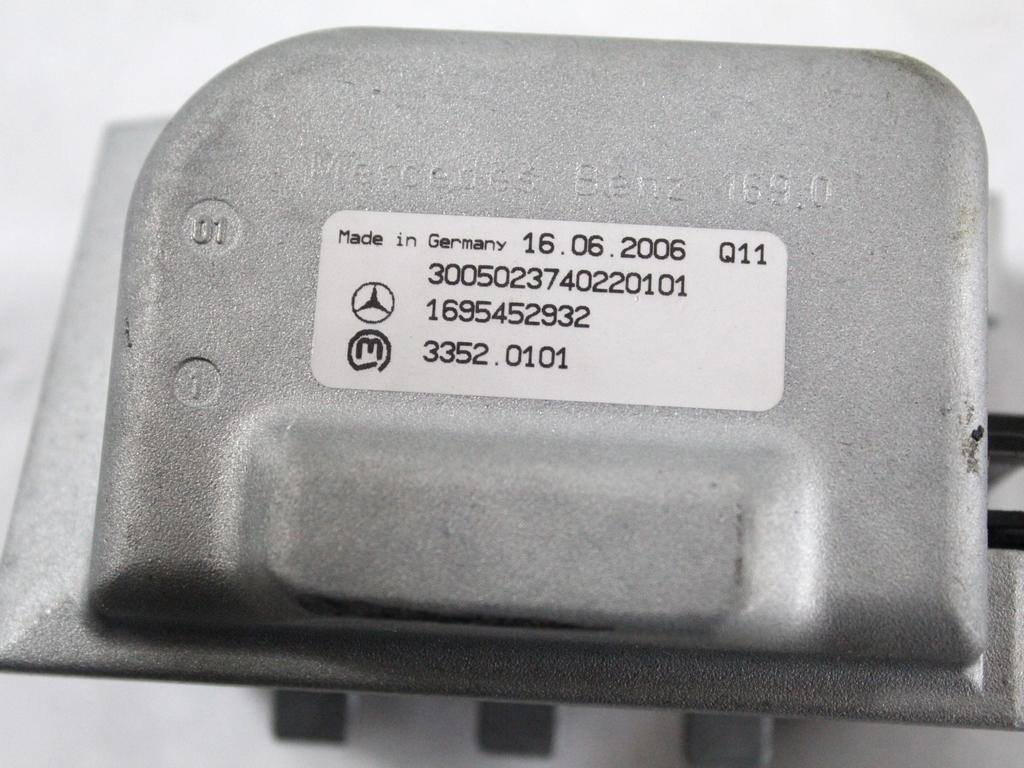 Mercedes Benz 169.0
01
Made in Germany 16.06.2006 Q11
3005023740220101
1695452932
m 3352.0101
1